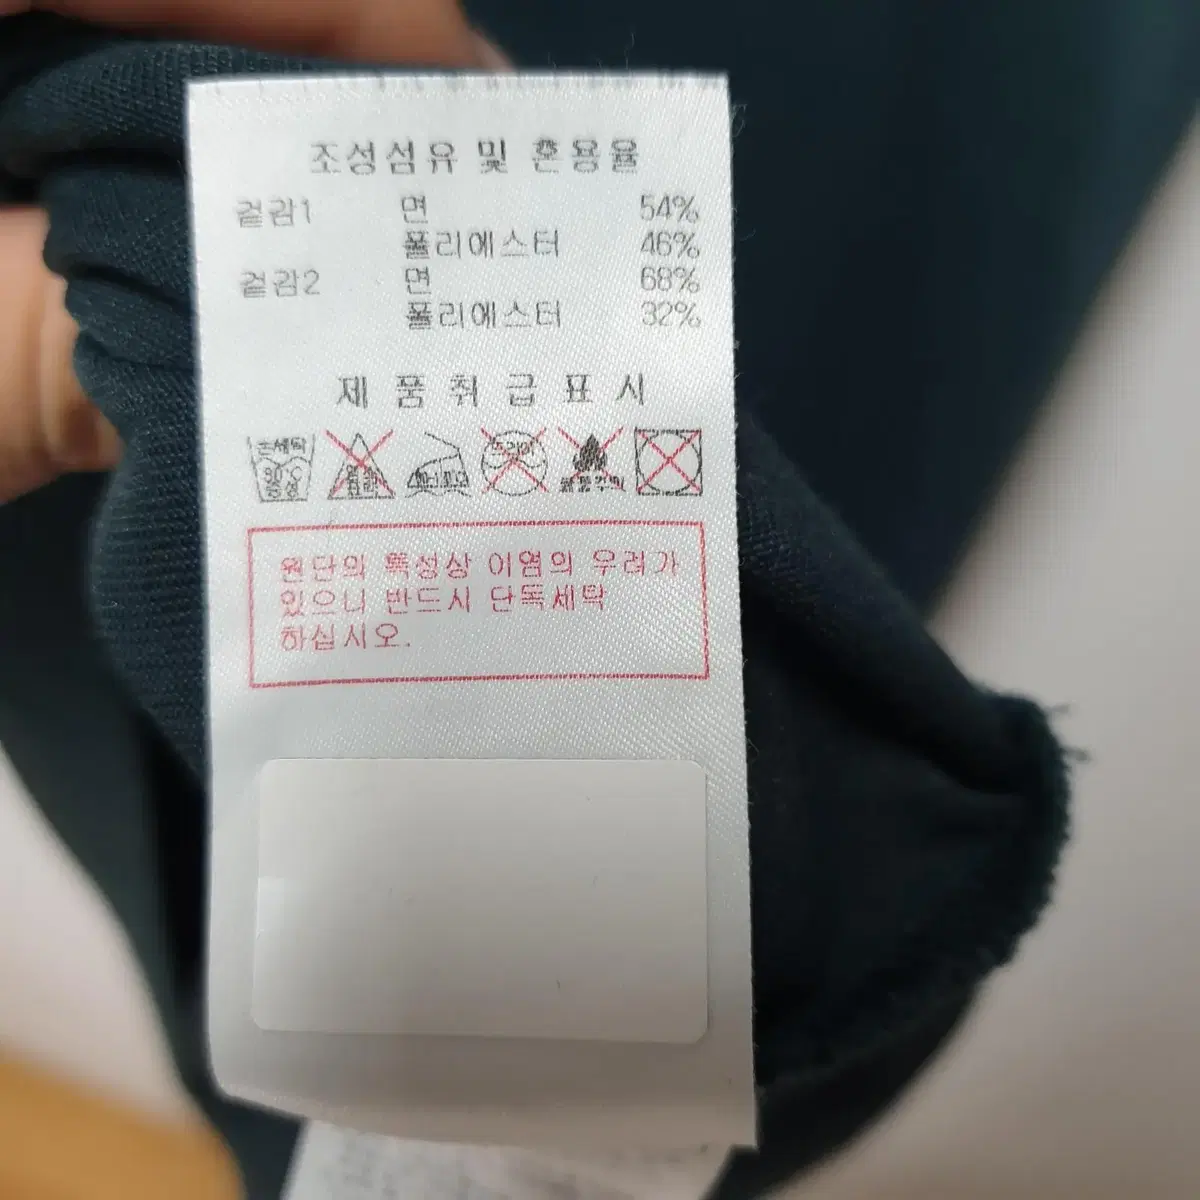 조성섬유 및 혼용율
겉감1 면 54%
폴리에스터 46%
겉감2 면 68%
폴리에스터 32%
제품취급표시
손세탁
원단의 특성상 이염의 우려가
있으니 반드시 단독세탁
하십시오.